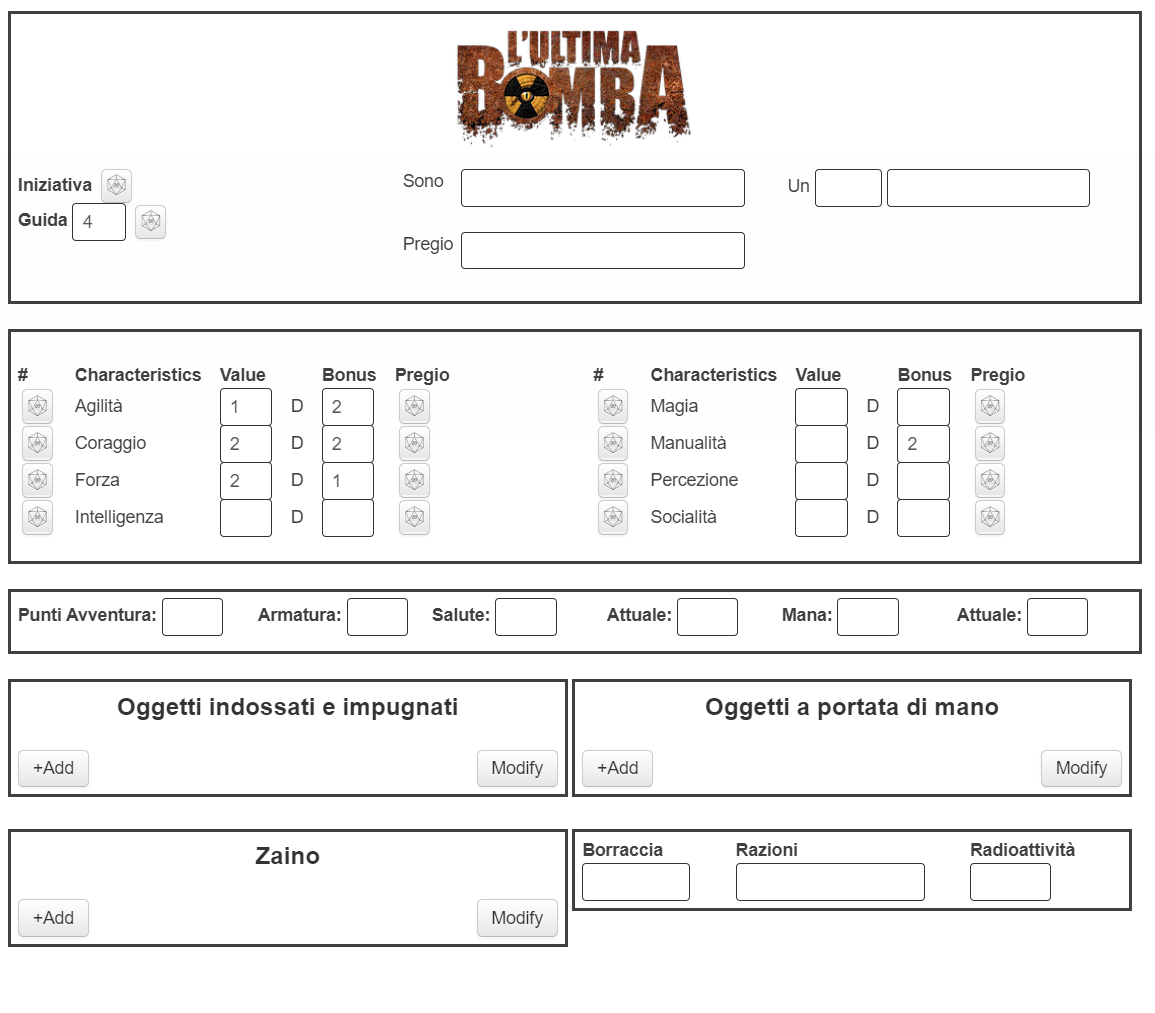 L'ULTIMA
BOMBA
Iniziativa
Guida 4
Sono
Un
Pregio
# Characteristics Value Bonus Pregio # Characteristics Value Bonus Pregio
Agilità 1 D 2 Magia D
Coraggio 2 D 2 Manualità D 2
Forza 2 D 1 Percezione D
Intelligenza D Socialità D
Punti Avventura: Armatura: Salute: Attuale: Mana: Attuale:
Oggetti indossati e impugnati
+Add Modify
Oggetti a portata di mano
+Add Modify
Zaino
+Add Modify
Borraccia Razioni Radioattività